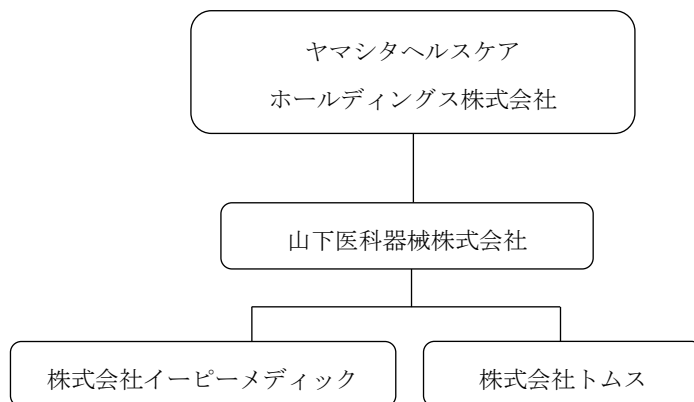 ヤマシタヘルスケア
ホールディングス株式会社
山下医科器械株式会社
株式会社イーピーメディック
株式会社トムス